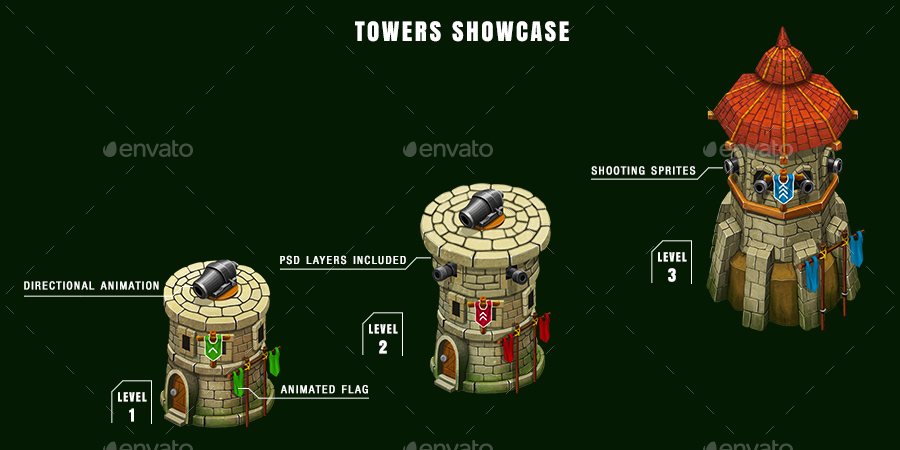 TOWERS SHOWCASE
envato
envato
envato
SHOOTING SPRITES
PSD LAYERS INCLUDED
LEVEL
3
DIRECTIONAL ANIMATION
LEVEL
2
ANIMATED FLAG
LEVEL
1
envato
envato
envato